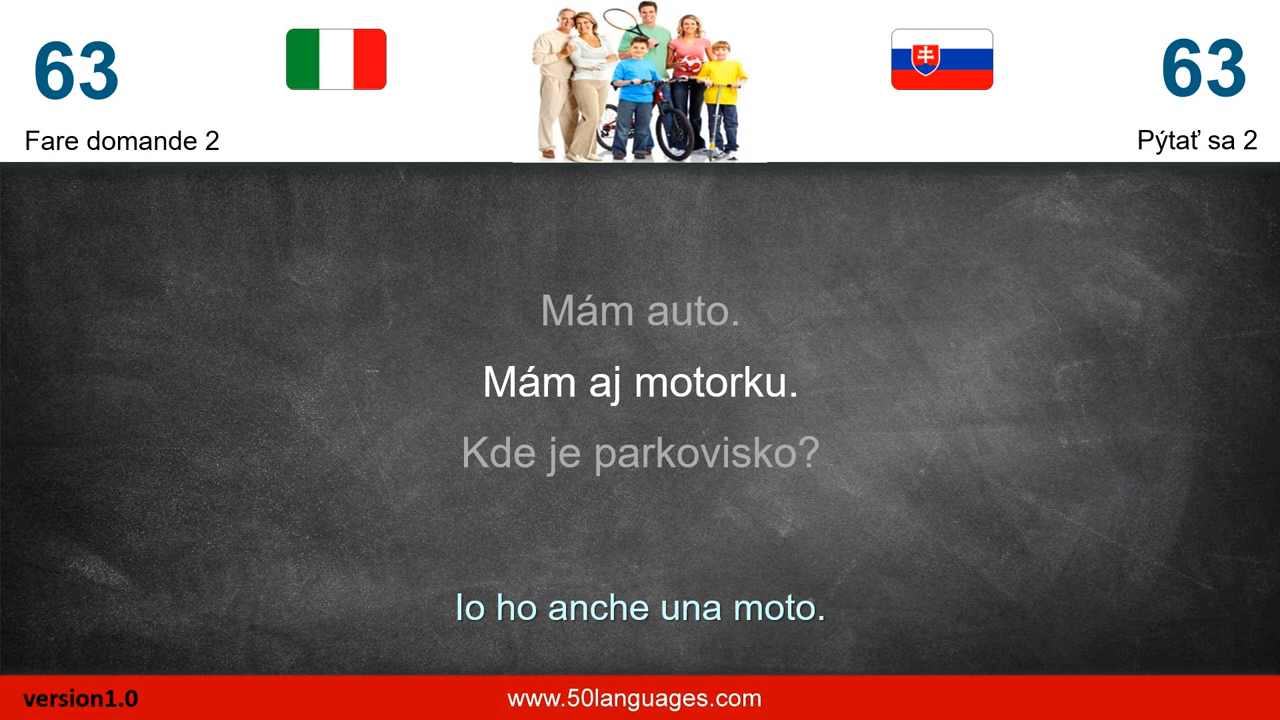 63
63
Fare domande 2
Pýtať sa 2
Mám auto.
Mám aj motorku.
Kde je parkovisko?
Io ho anche una moto.
version1.0
www.50languages.com